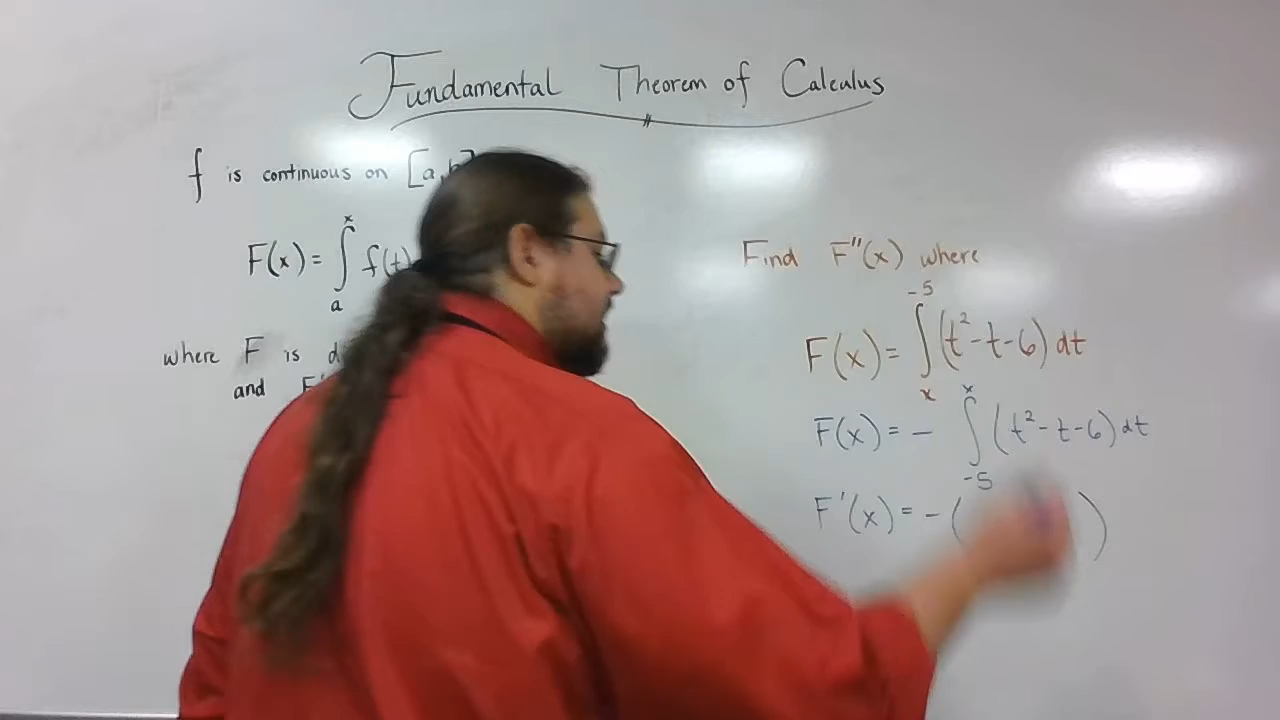 Fundamental Theorem of Calculus
f is continuous on [a,
F(x) = ∫ₐˣ f(t)
where F is
and
Find F"(x) where
F(x) = ∫ₓ⁻⁵ (t² - t - 6) dt
F(x) = - ∫₋₅ˣ (t² - t - 6) dt
F'(x) = - ( )